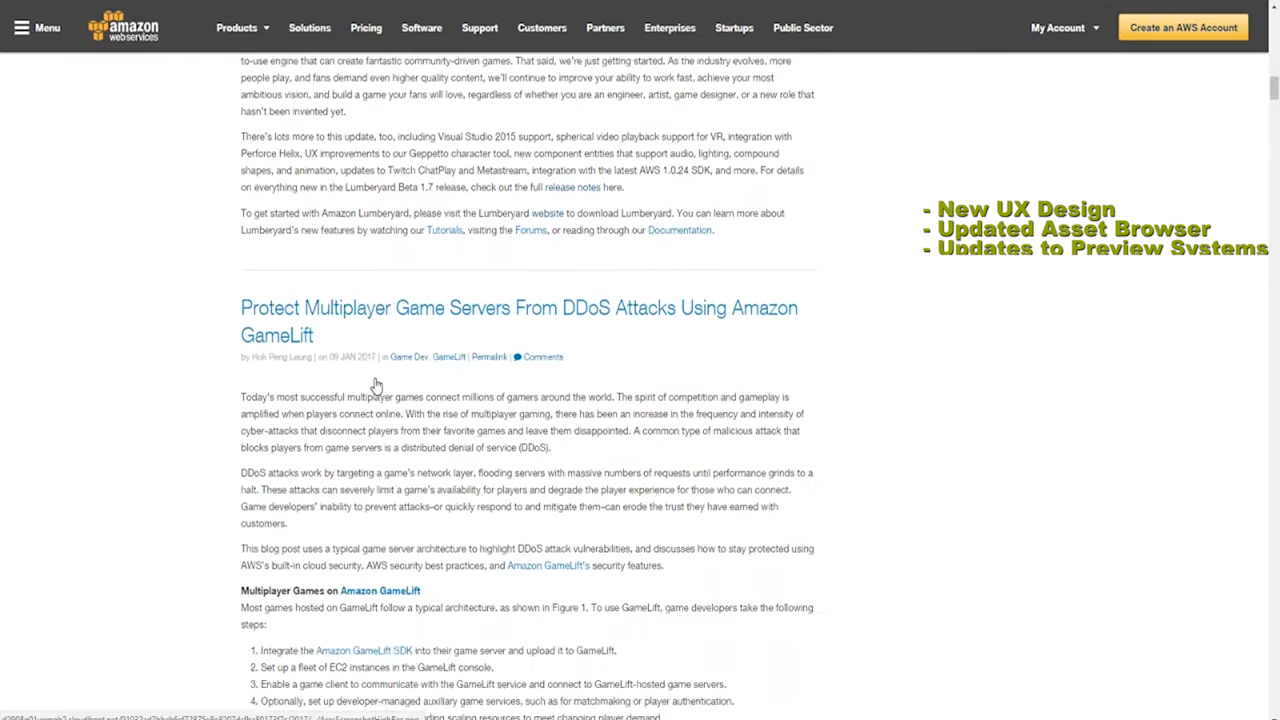 Menu
amazon
webservices
Products
Solutions
Pricing
Software
Support
Customers
Partners
Enterprises
Startups
Public Sector
My Account
Create an AWS Account
to-use engine that can create fantastic community-driven games. That said, we're just getting started. As the industry evolves, more
people play, and fans demand even higher quality content, we'll continue to improve your ability to work fast, achieve your most
ambitious vision, and build a game your fans will love, regardless of whether you are an engineer, artist, game designer, or a new role that
hasn't been invented yet.
There's lots more to this update, too, including Visual Studio 2015 support, spherical video playback support for VR, integration with
Perforce Helix, UX improvements to our Geppetto character tool, new component entities that support audio, lighting, compound
shapes, and animation, updates to Twitch ChatPlay and Metastream, integration with the latest AWS 1.0.24 SDK, and more. For details
on everything new in the Lumberyard Beta 1.7 release, check out the full release notes here.
To get started with Amazon Lumberyard, please visit the Lumberyard website to download Lumberyard. You can learn more about
Lumberyard's new features by watching our Tutorials, visiting the Forums, or reading through our Documentation.
- New UX Design
- Updated Asset Browser
- Updates to Preview Systems
Protect Multiplayer Game Servers From DDoS Attacks Using Amazon
GameLift
by Hok Peng Leung | on 09 JAN 2017 | in Game Dev, GameLift | Permalink | Comments
Today's most successful multiplayer games connect millions of gamers around the world. The spirit of competition and gameplay is
amplified when players connect online. With the rise of multiplayer gaming, there has been an increase in the frequency and intensity of
cyber-attacks that disconnect players from their favorite games and leave them disappointed. A common type of malicious attack that
blocks players from game servers is a distributed denial of service (DDoS).
DDoS attacks work by targeting a game's network layer, flooding servers with massive numbers of requests until performance grinds to a
halt. These attacks can severely limit a game's availability for players and degrade the player experience for those who can connect.
Game developers' inability to prevent attacks–or quickly respond to and mitigate them–can erode the trust they have earned with
customers.
This blog post uses a typical game server architecture to highlight DDoS attack vulnerabilities, and discusses how to stay protected using
AWS's built-in cloud security, AWS security best practices, and Amazon GameLift's security features.
Multiplayer Games on Amazon GameLift
Most games hosted on GameLift follow a typical architecture, as shown in Figure 1. To use GameLift, game developers take the following
steps:
1. Integrate the Amazon GameLift SDK into their game server and upload it to GameLift.
2. Set up a fleet of EC2 instances in the GameLift console.
3. Enable a game client to communicate with the GameLift service and connect to GameLift-hosted game servers.
4. Optionally, set up developer-managed auxiliary game services, such as for matchmaking or player authentication.
scaling resources to meet changing player demand.